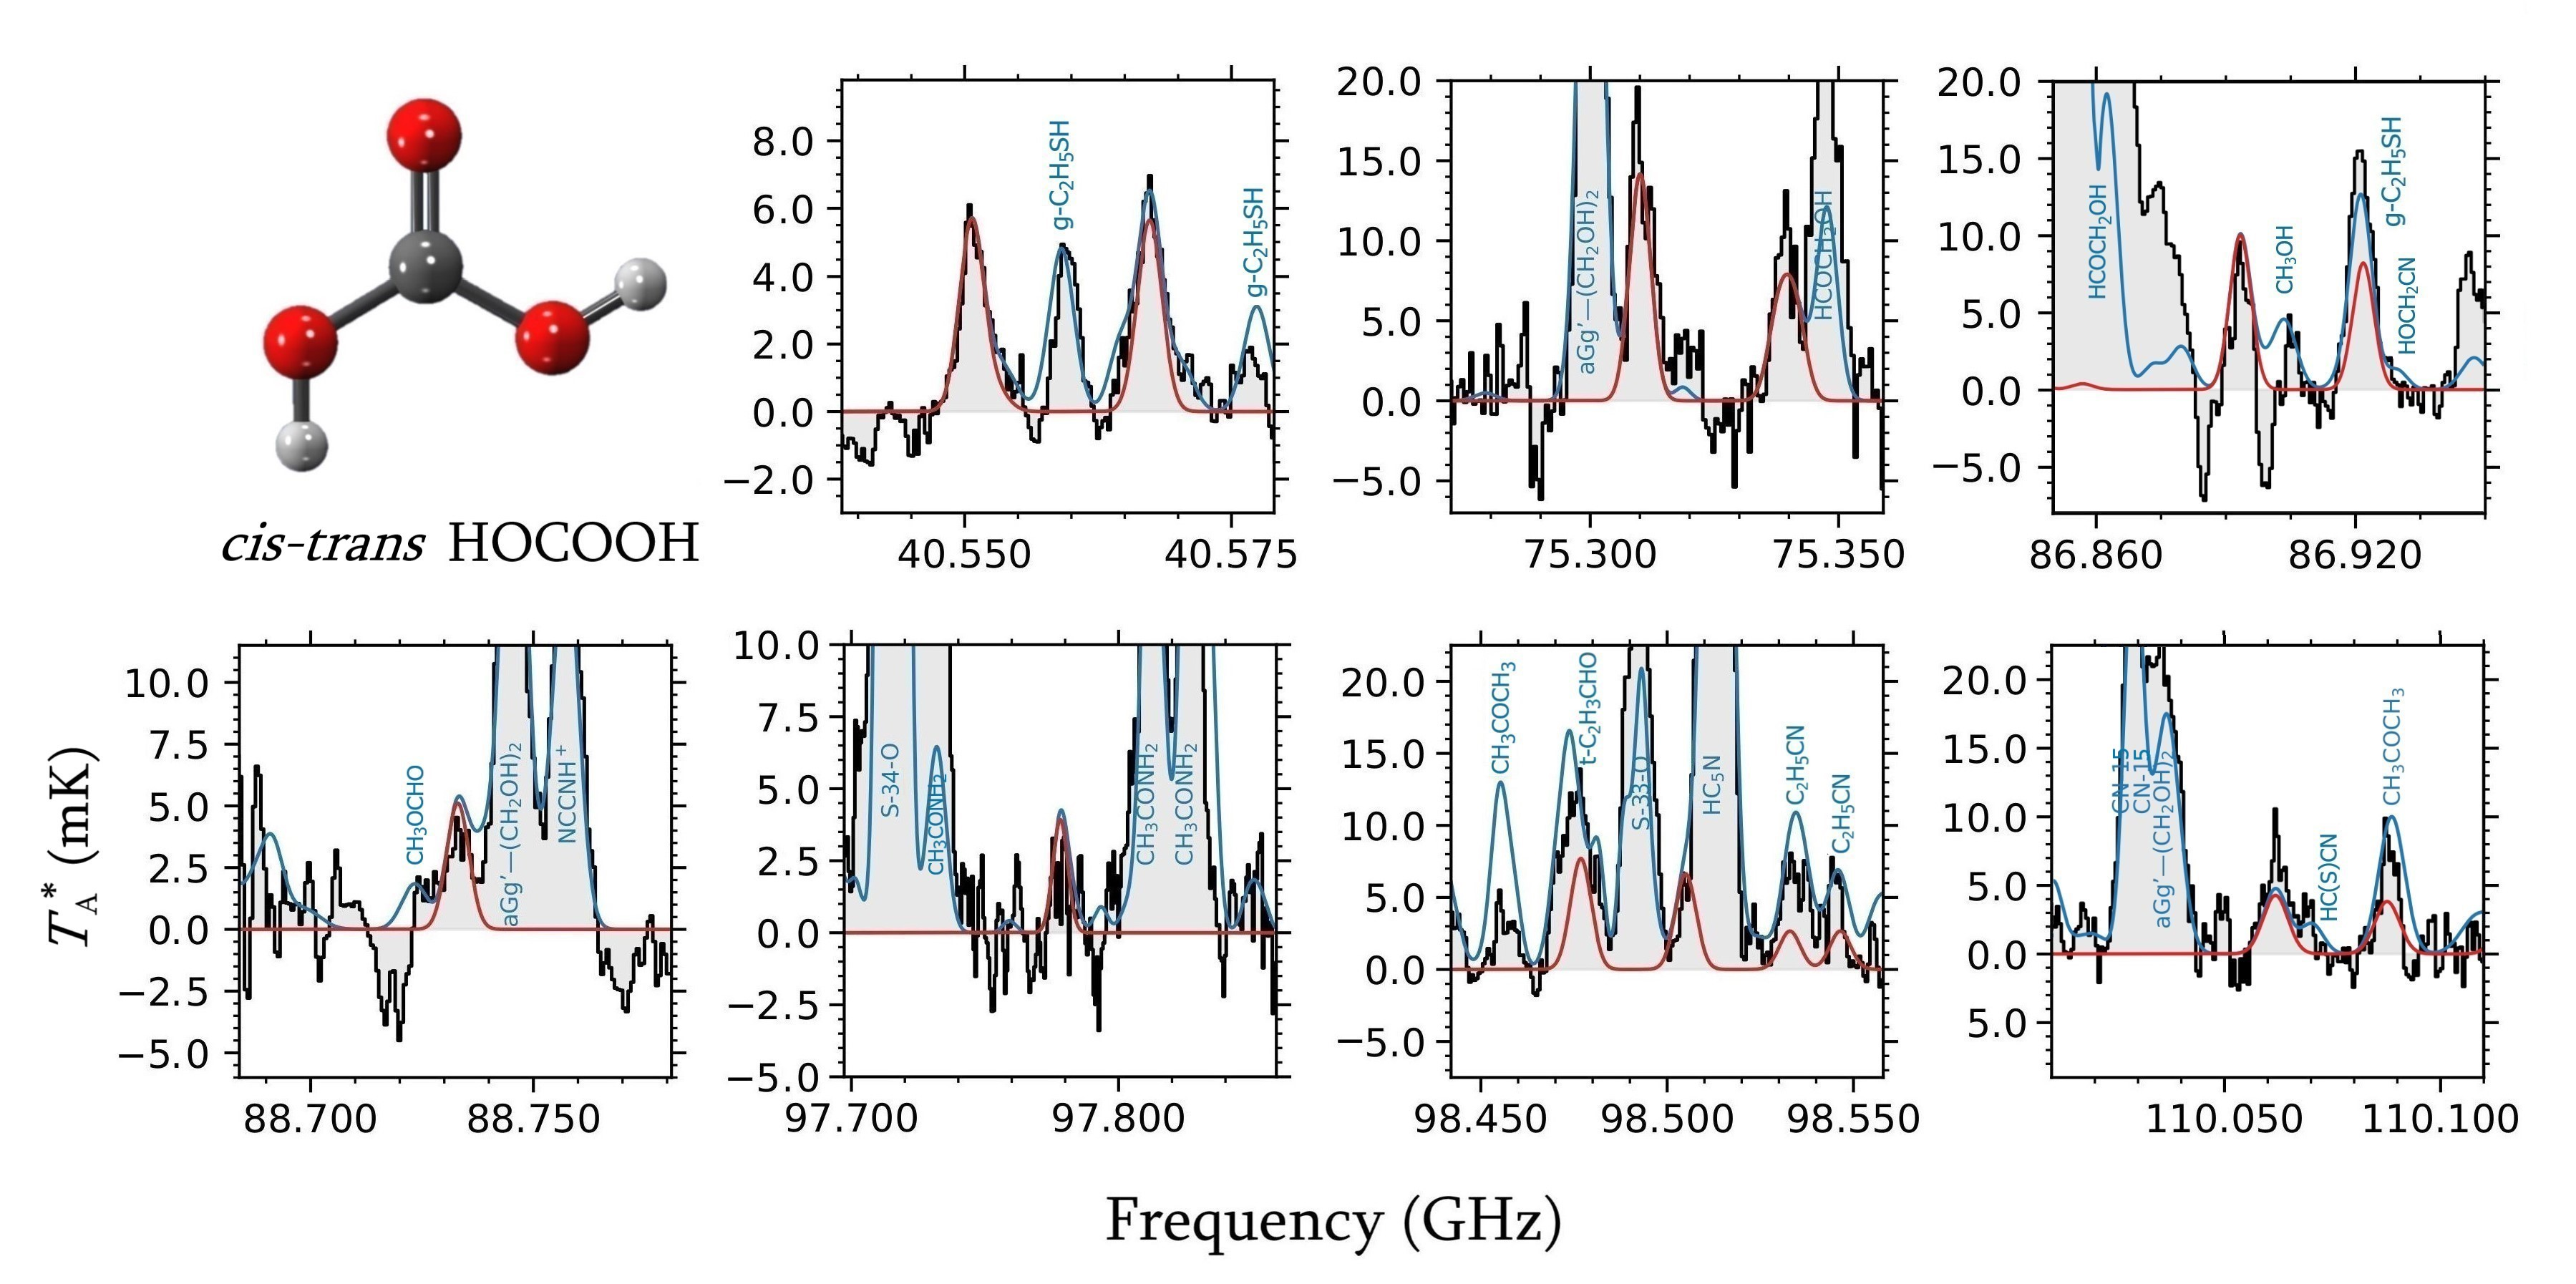 cis-trans HOCOOH
8.0
6.0
4.0
2.0
0.0
−2.0
g-C₂H₅SH
g-C₂H₅SH
40.550 40.575
20.0
15.0
10.0
5.0
0.0
−5.0
aGg'—(CH₂OH)₂
HCOCH₂OH
75.300 75.350
20.0
15.0
10.0
5.0
0.0
−5.0
HCOCH₂OH
CH₃OH
g-C₂H₅SH
HOCH₂CN
86.860 86.920
T*A (mK)
10.0
7.5
5.0
2.5
0.0
−2.5
−5.0
CH₃OCHO
aGg'—(CH₂OH)₂
NCCNH⁺
88.700 88.750
10.0
7.5
5.0
2.5
0.0
−2.5
−5.0
S-34-O
CH₃CONH₂
CH₃CONH₂
CH₃CONH₂
97.700 97.800
20.0
15.0
10.0
5.0
0.0
−5.0
CH₃COCH₃
t-C₂H₃CHO
S-33-O
HC₅N
C₂H₅CN
C₂H₅CN
98.450 98.500 98.550
20.0
15.0
10.0
5.0
0.0
5.0
CN-15
CN-15
aGg'—(CH₂OH)₂
HC(S)CN
CH₃COCH₃
110.050 110.100
Frequency (GHz)